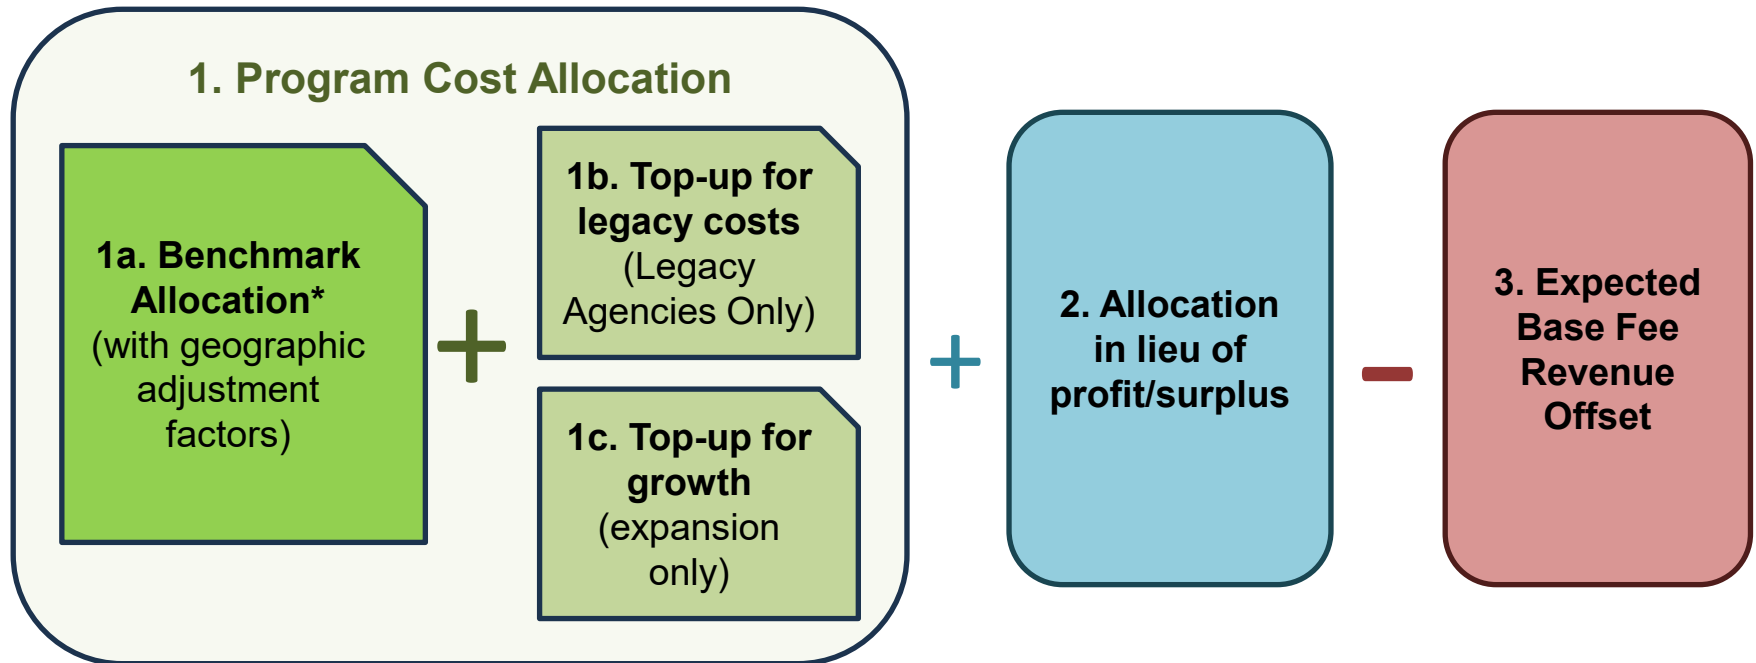 1. Program Cost Allocation
1a. Benchmark
Allocation*
(with geographic
adjustment
factors)
+
1b. Top-up for
legacy costs
(Legacy
Agencies Only)
1c. Top-up for
growth
(expansion
only)
+
2. Allocation
in lieu of
profit/surplus
−
3. Expected
Base Fee
Revenue
Offset